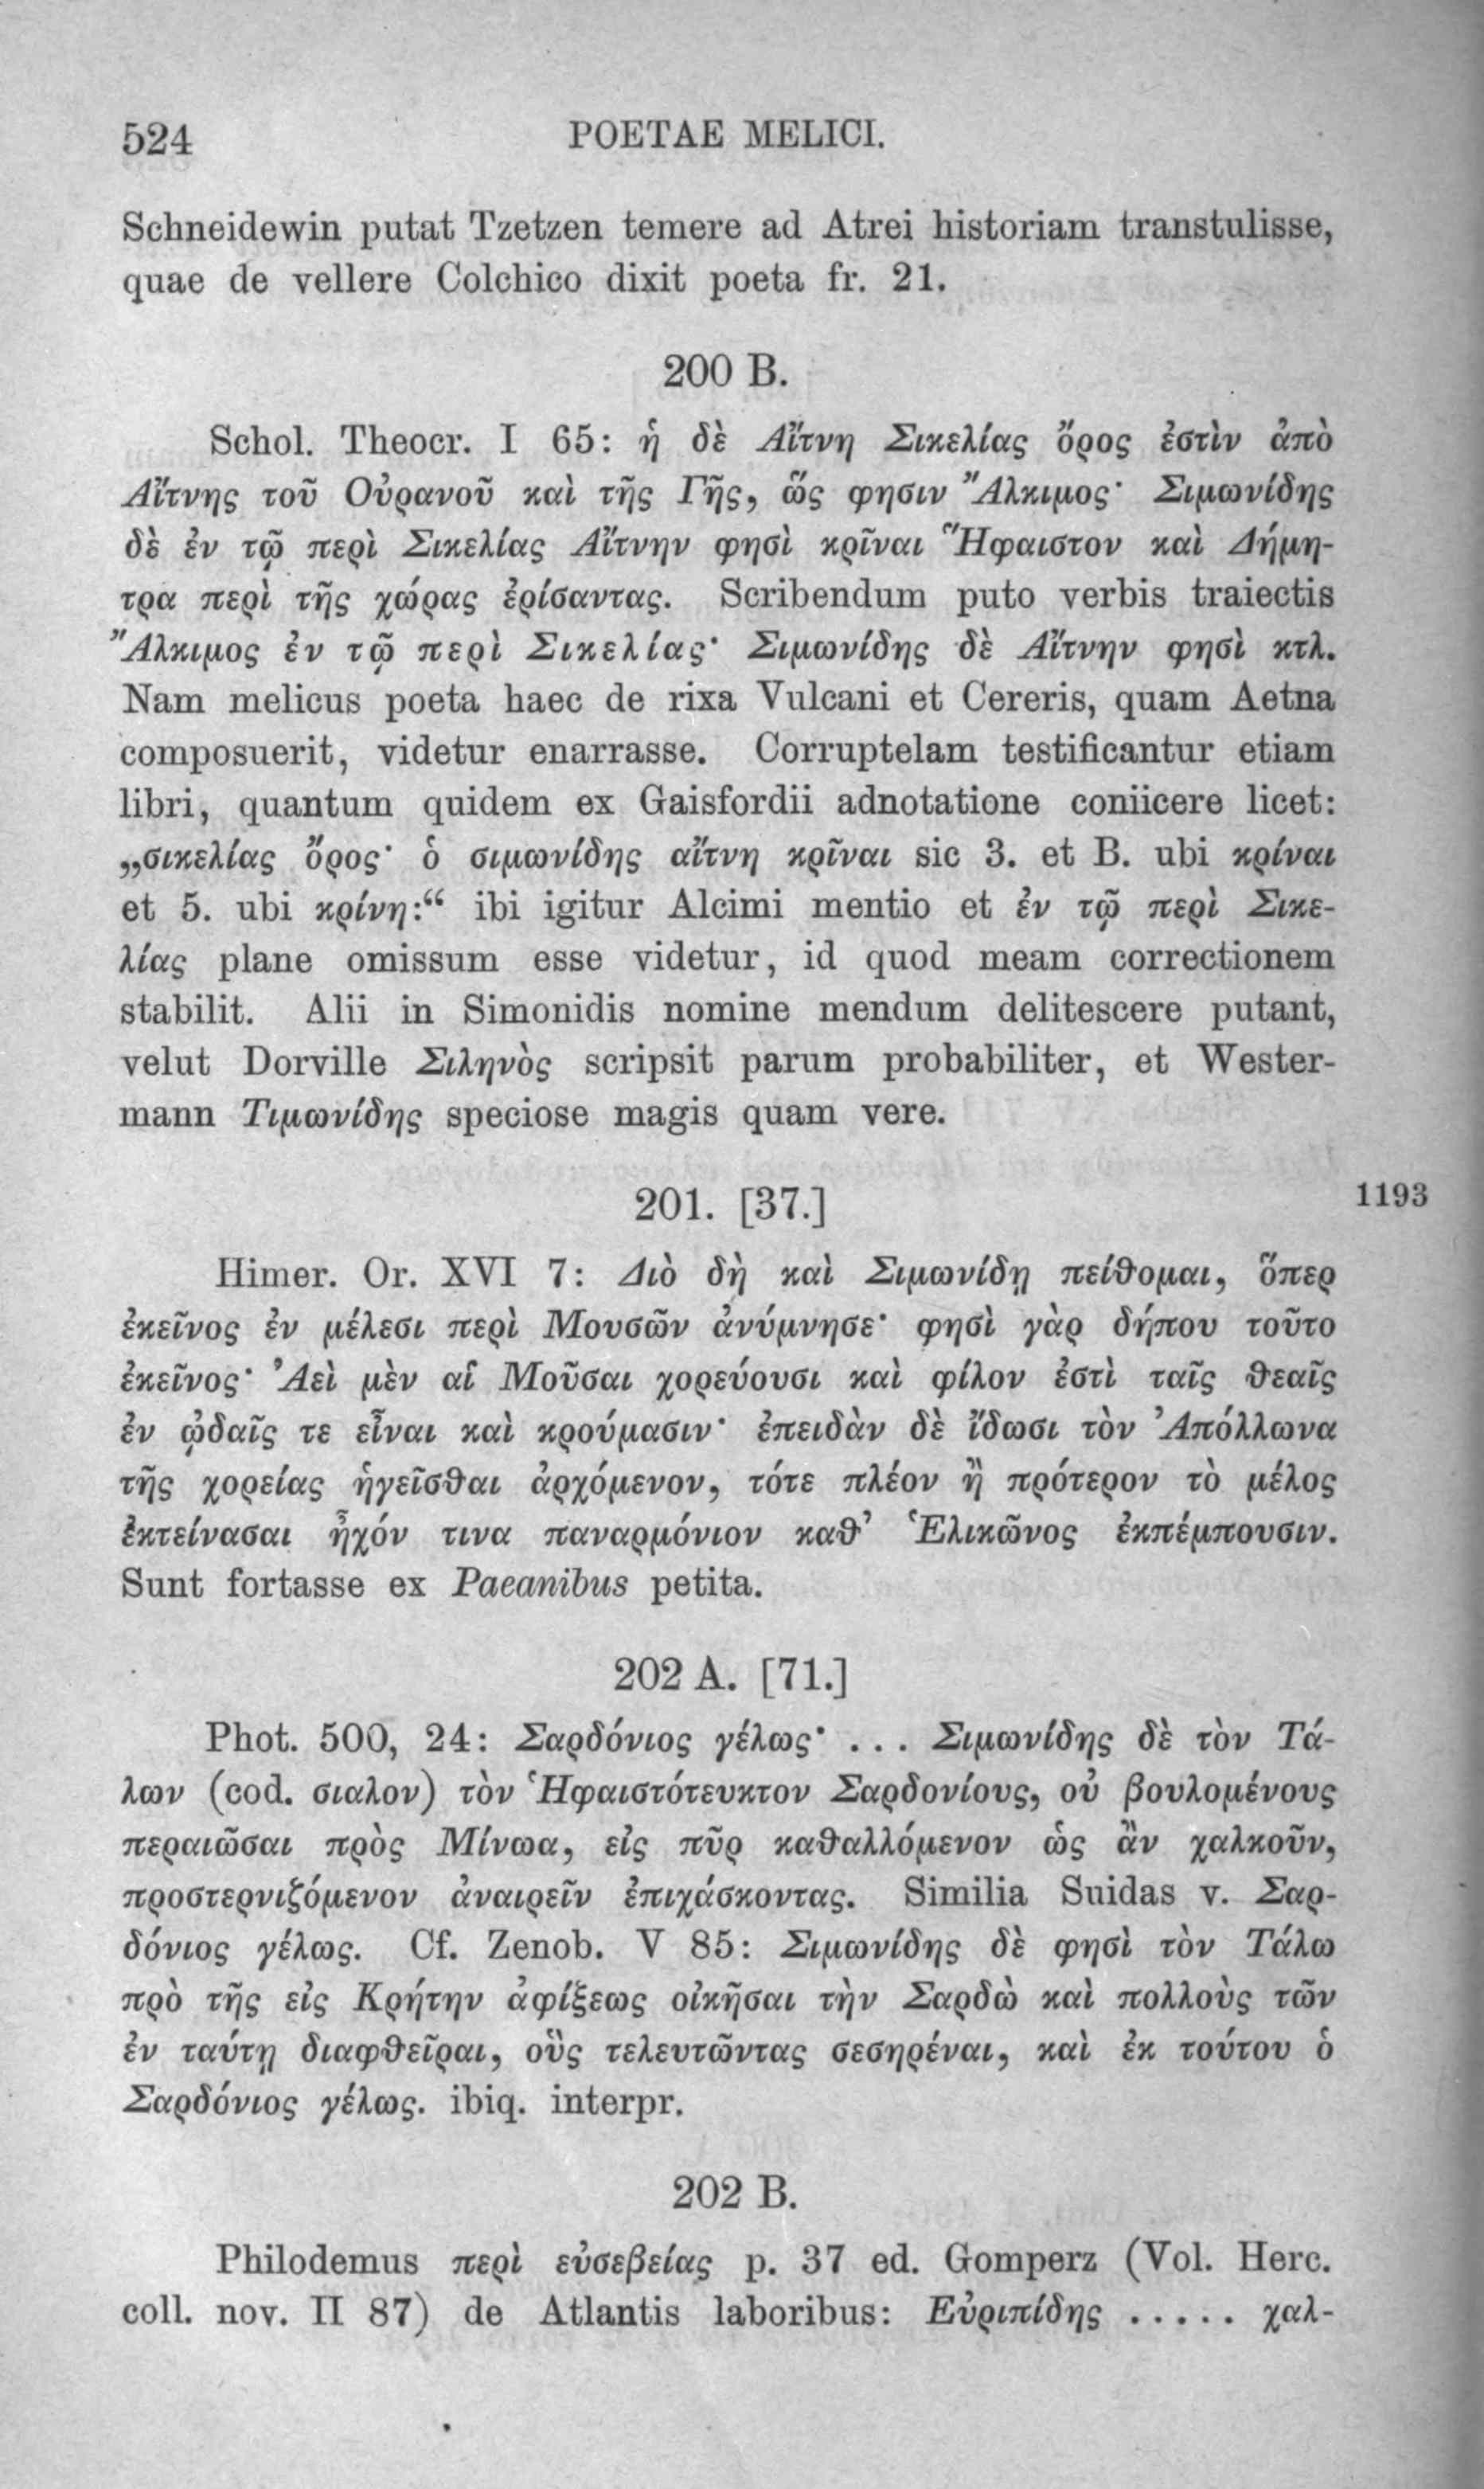 524 POETAE MELICI.
Schneidewin putat Tzetzen temere ad Atrei historiam transtulisse,
quae de vellere Colchico dixit poeta fr. 21.
200 B.
Schol. Theocr. I 65: ἡ δὲ Αἴτνη Σικελίας ὄρος ἐστὶν ἀπὸ
Αἴτνης τοῦ Οὐρανοῦ καὶ τῆς Γῆς, ὥς φησιν Ἄλκιμος· Σιμωνίδης
δὲ ἐν τῷ περὶ Σικελίας Αἴτνην φησὶ κρῖναι Ἥφαιστον καὶ Δήμη-
τρα περὶ τῆς χώρας ἐρίσαντας. Scribendum puto verbis traiectis
Ἄλκιμος ἐν τῷ περὶ Σικελίας· Σιμωνίδης δὲ Αἴτνην φησὶ κτλ.
Nam melicus poeta haec de rixa Vulcani et Cereris, quam Aetna
composuerit, videtur enarrasse. Corruptelam testificantur etiam
libri, quantum quidem ex Gaisfordii adnotatione coniicere licet:
„σικελίας ὄρος· ὁ σιμωνίδης αἴτνη κρῖναι sic 3. et B. ubi κρίναι
et 5. ubi κρίνη:“ ibi igitur Alcimi mentio et ἐν τῷ περὶ Σικε-
λίας plane omissum esse videtur, id quod meam correctionem
stabilit. Alii in Simonidis nomine mendum delitescere putant,
velut Dorville Σιληνὸς scripsit parum probabiliter, et Wester-
mann Τιμωνίδης speciose magis quam vere.
201. [37.] 1193
Himer. Or. XVI 7: Διὸ δὴ καὶ Σιμωνίδῃ πείθομαι, ὅπερ
ἐκεῖνος ἐν μέλεσι περὶ Μουσῶν ἀνύμνησε· φησὶ γὰρ δήπου τοῦτο
ἐκεῖνος· Ἀεὶ μὲν αἱ Μοῦσαι χορεύουσι καὶ φίλον ἐστὶ ταῖς θεαῖς
ἐν ᾠδαῖς τε εἶναι καὶ κρούμασιν· ἐπειδὰν δὲ ἴδωσι τὸν Ἀπόλλωνα
τῆς χορείας ἡγεῖσθαι ἀρχόμενον, τότε πλέον ἢ πρότερον τὸ μέλος
ἐκτείνασαι ἦχόν τινα παναρμόνιον καθ’ Ἑλικῶνος ἐκπέμπουσιν.
Sunt fortasse ex Paeanibus petita.
202 A. [71.]
Phot. 500, 24: Σαρδόνιος γέλως· ... Σιμωνίδης δὲ τὸν Τά-
λων (cod. σιαλον) τὸν Ἡφαιστότευκτον Σαρδονίους, οὐ βουλομένους
περαιῶσαι πρὸς Μίνωα, εἰς πῦρ καθαλλόμενον ὡς ἂν χαλκοῦν,
προστερνιζόμενον ἀναιρεῖν ἐπιχάσκοντας. Similia Suidas v. Σαρ-
δόνιος γέλως. Cf. Zenob. V 85: Σιμωνίδης δὲ φησὶ τὸν Τάλω
πρὸ τῆς εἰς Κρήτην ἀφίξεως οἰκῆσαι τὴν Σαρδὼ καὶ πολλοὺς τῶν
ἐν ταύτῃ διαφθεῖραι, οὓς τελευτῶντας σεσηρέναι, καὶ ἐκ τούτου ὁ
Σαρδόνιος γέλως. ibiq. interpr.
202 B.
Philodemus περὶ εὐσεβείας p. 37 ed. Gomperz (Vol. Herc.
coll. nov. II 87) de Atlantis laboribus: Εὐριπίδης ..... χαλ-